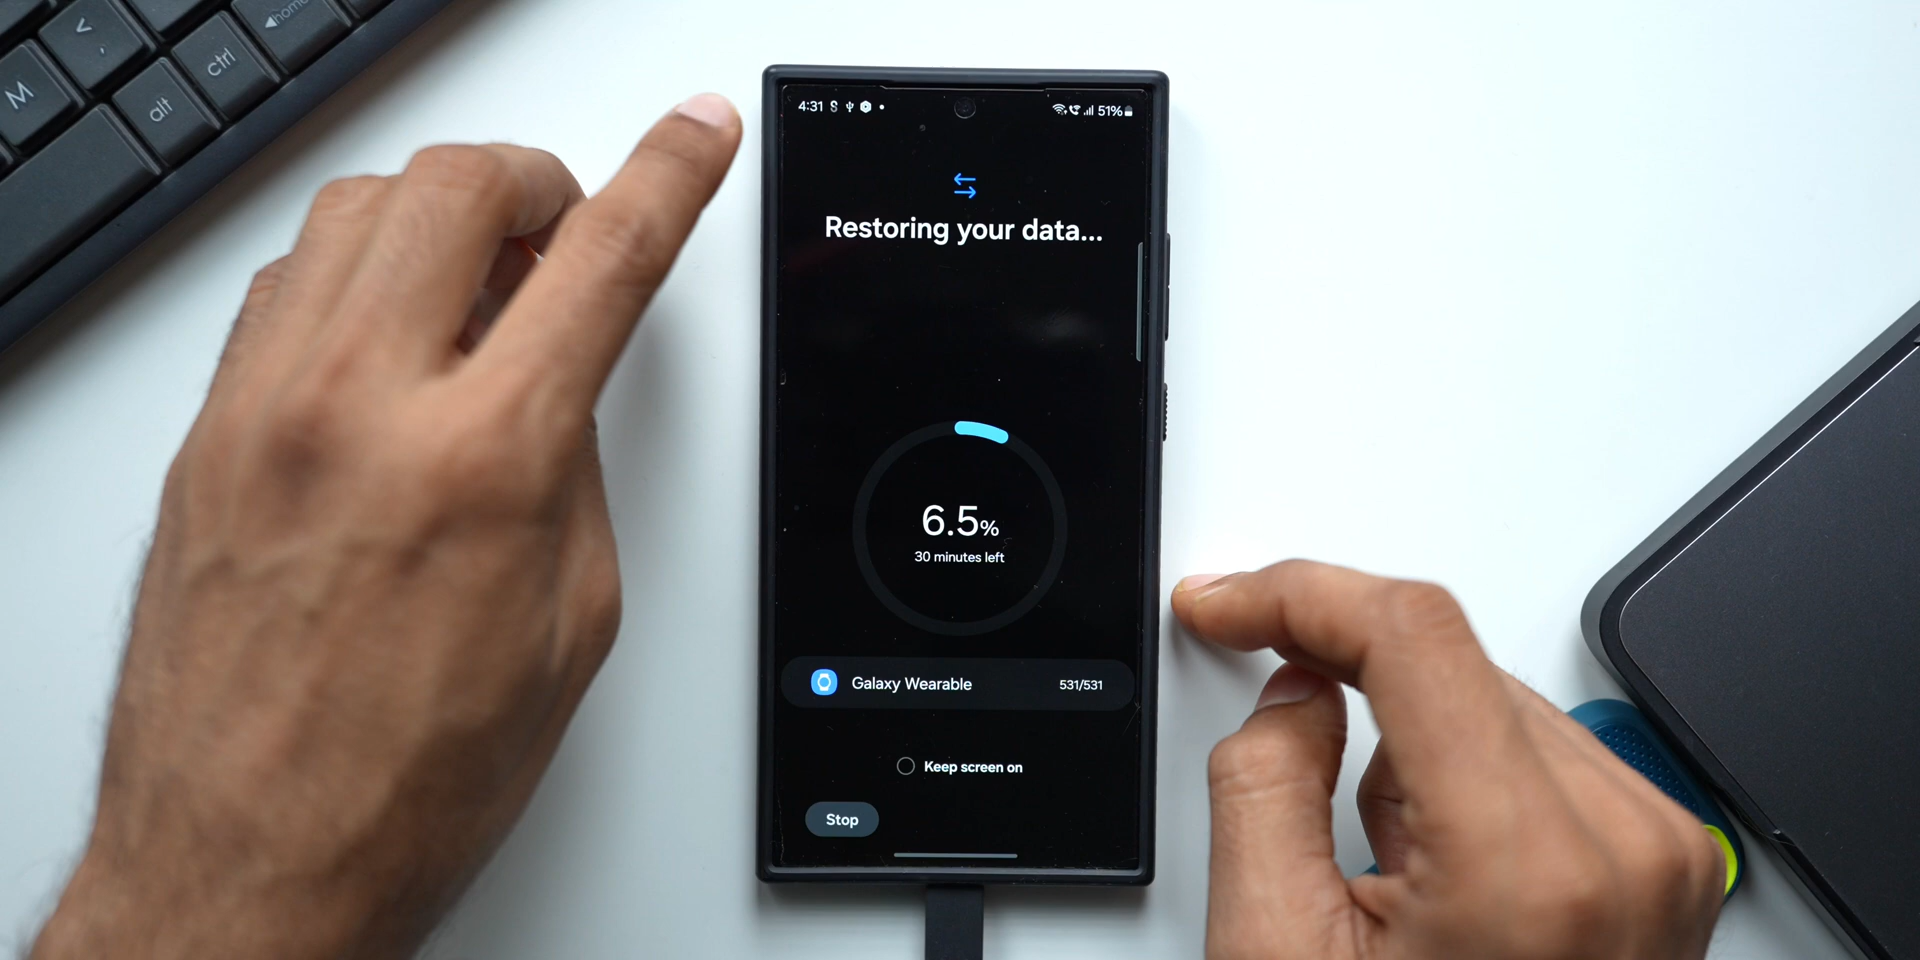 <
,
◀home
M
alt
ctrl
4:31
51%
Restoring your data...
6.5%
30 minutes left
Galaxy Wearable 531/531
Keep screen on
Stop